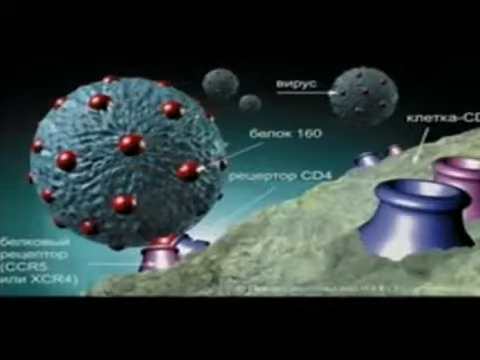 вирус
клетка-CD
белок 160
рецептор CD4
белковый
рецептор
(CCR5
или XCR4)